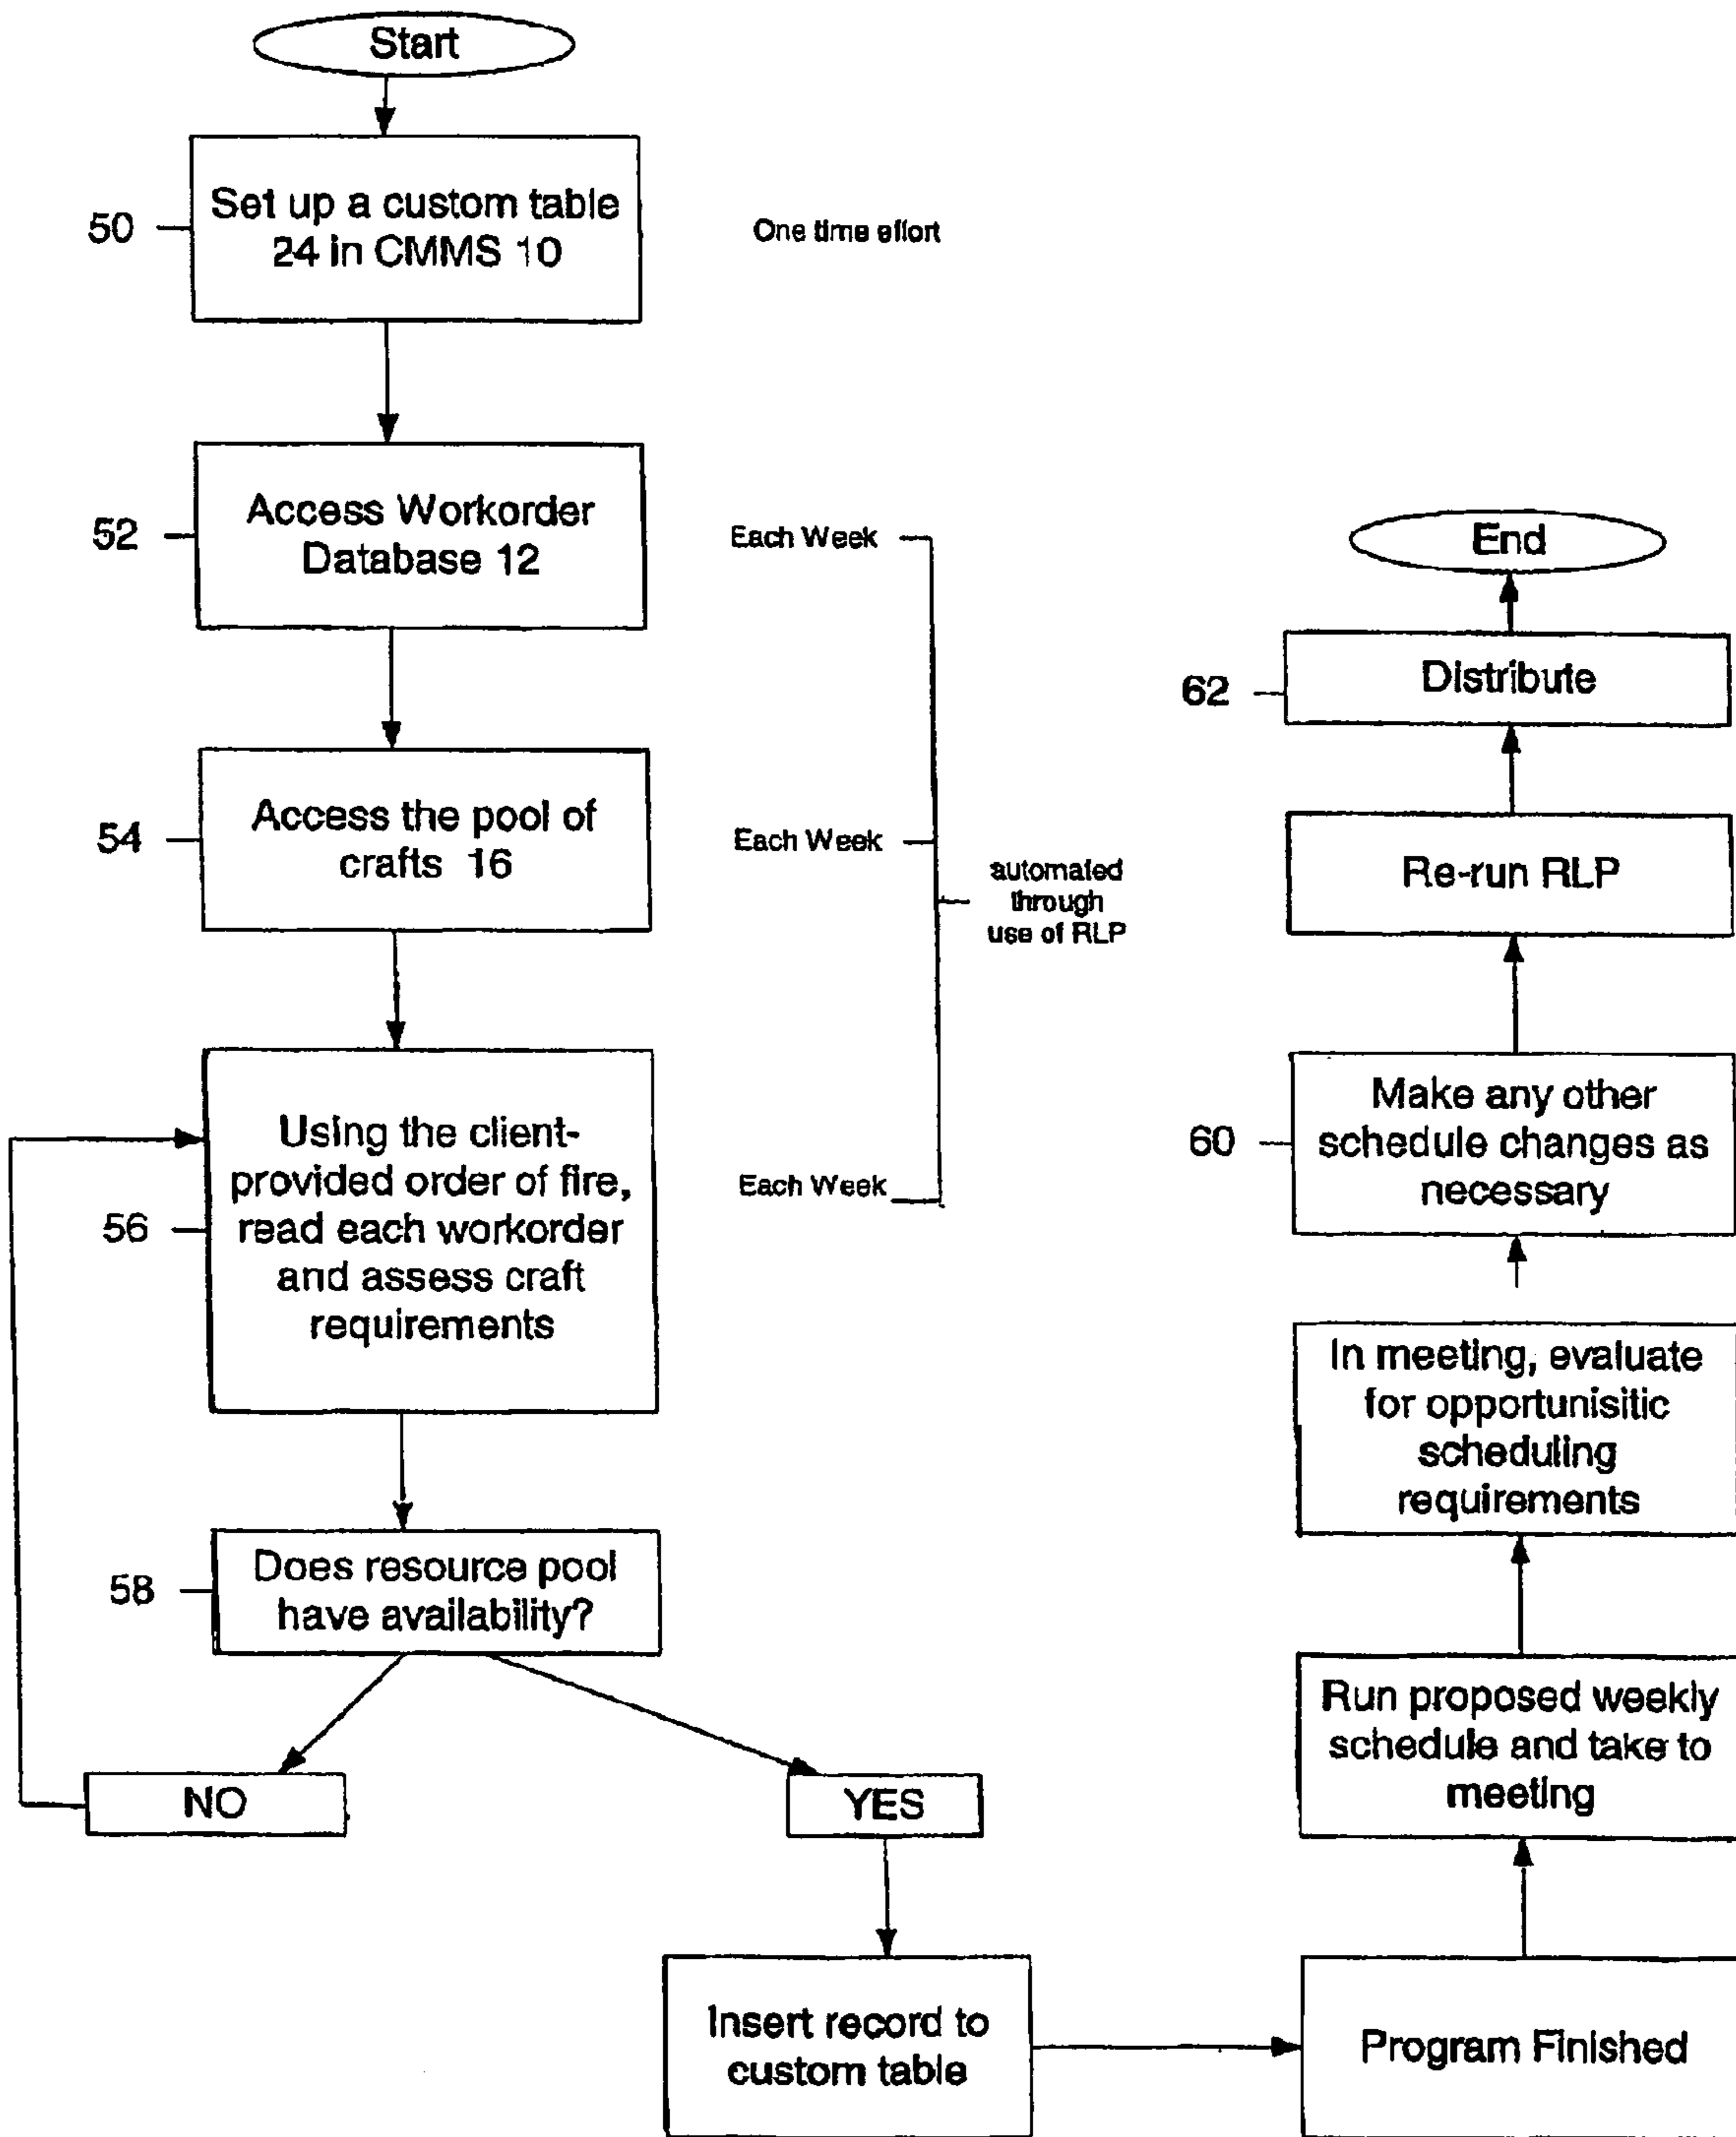 Start
50
Set up a custom table
24 in CMMS 10
One time effort
52
Access Workorder
Database 12
Each Week
54
Access the pool of
crafts 16
Each Week
automated
through
use of RLP
56
Using the client-
provided order of fire,
read each workorder
and assess craft
requirements
Each Week
58
Does resource pool
have availability?
NO
YES
Insert record to
custom table
Program Finished
Run proposed weekly
schedule and take to
meeting
In meeting, evaluate
for opportunisitic
scheduling
requirements
60
Make any other
schedule changes as
necessary
Re-run RLP
62
Distribute
End